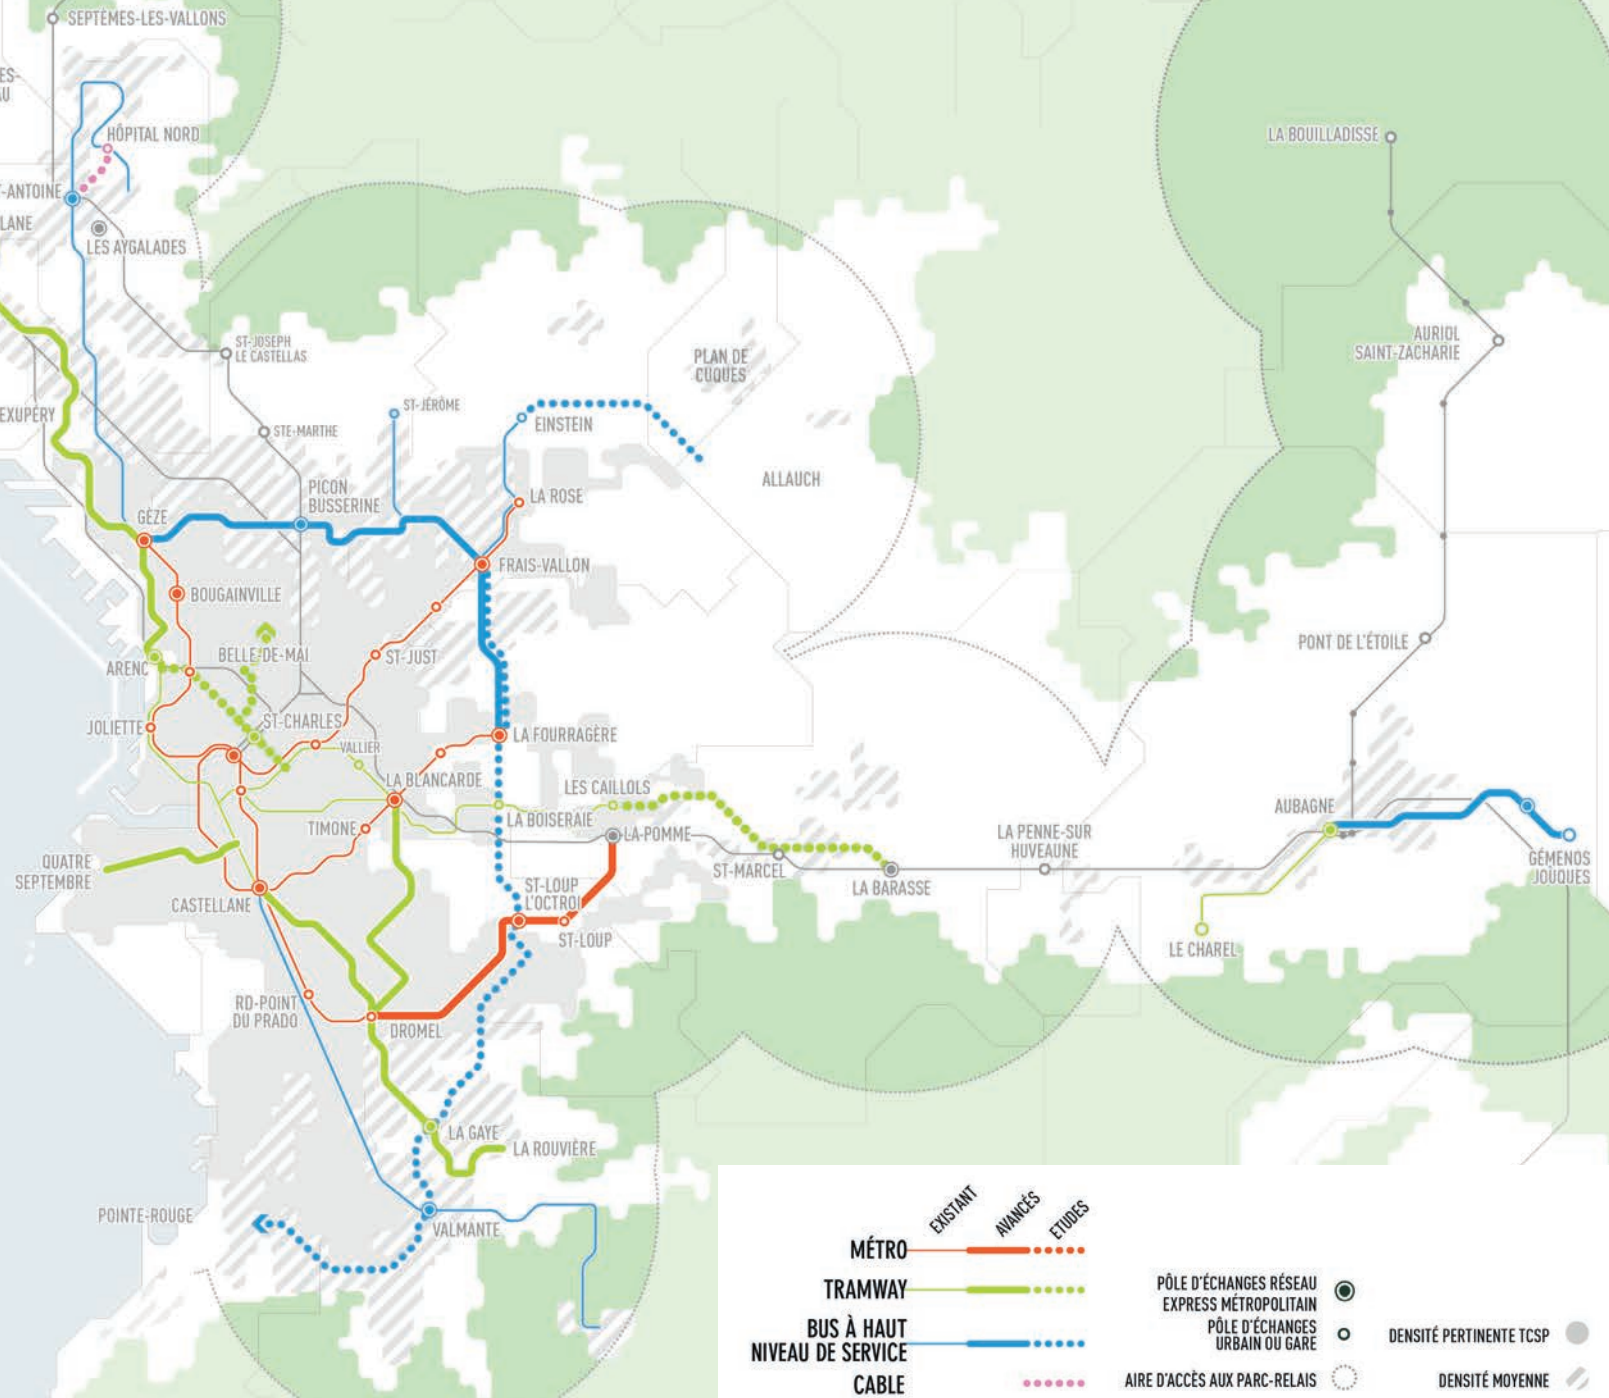 SEPTÈMES-LES-VALLONS
ES-
AU
HÔPITAL NORD
T-ANTOINE
LANE
LES AYGALADES
LA BOUILLADISSE
ST-JOSEPH
LE CASTELLAS
AURIOL
SAINT-ZACHARIE
PLAN DE
CUQUES
EXUPÉRY
ST-JÉRÔME
STE-MARTHE
EINSTEIN
ALLAUCH
PICON
BUSSERINE
LA ROSE
GÈZE
FRAIS-VALLON
BOUGAINVILLE
PONT DE L'ÉTOILE
ARENC
BELLE-DE-MAI
ST-JUST
JOLIETTE
ST-CHARLES
LA FOURRAGÈRE
VALLIER
LA BLANCARDE
LES CAILLOLS
AUBAGNE
LA BOISERAIE
TIMONE
LA POMME
LA PENNE-SUR
HUVEAUNE
QUATRE
SEPTEMBRE
ST-MARCEL
LA BARASSE
GÉMENOS
JOUQUES
CASTELLANE
ST-LOUP
L'OCTROI
ST-LOUP
LE CHAREL
RD-POINT
DU PRADO
DROMEL
LA GAYE
LA ROUVIÈRE
POINTE-ROUGE
VALMANTE
EXISTANT
AVANCÉS
ETUDES
MÉTRO
TRAMWAY
BUS À HAUT
NIVEAU DE SERVICE
CABLE
PÔLE D'ÉCHANGES RÉSEAU
EXPRESS MÉTROPOLITAIN
PÔLE D'ÉCHANGES
URBAIN OU GARE
AIRE D'ACCÈS AUX PARC-RELAIS
DENSITÉ PERTINENTE TCSP
DENSITÉ MOYENNE